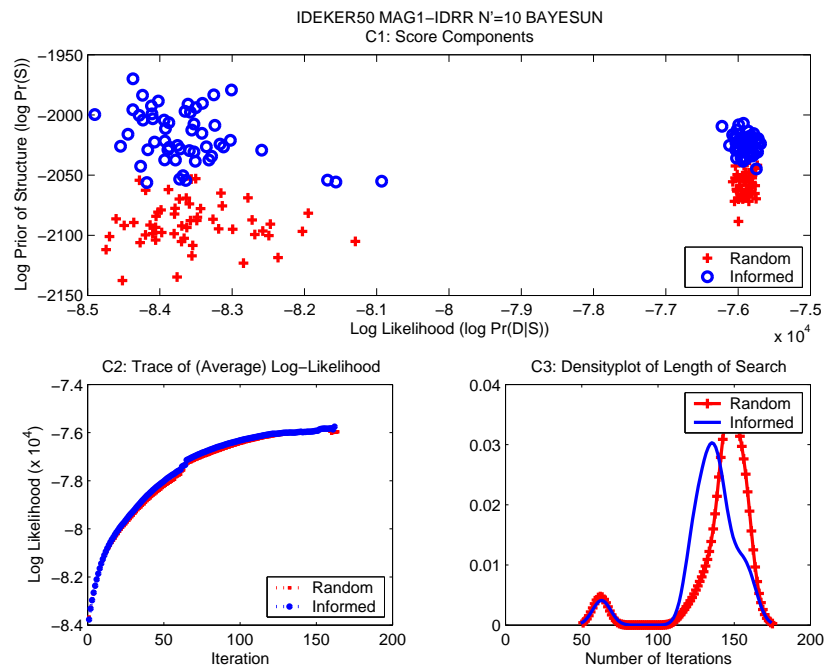 IDEKER50 MAG1−IDRR N'=10 BAYESUN
C1: Score Components
Log Prior of Structure (log Pr(S))
−1950
−2000
−2050
−2100
−2150
−8.5
−8.4
−8.3
−8.2
−8.1
−8
−7.9
−7.8
−7.7
−7.6
−7.5
−7.4
Log Likelihood (log Pr(D|S))
x 10^4
Random
Informed
C2: Trace of (Average) Log−Likelihood
Log Likelihood (x 10^4)
−7.4
−7.6
−7.8
−8
−8.2
−8.4
0
50
100
150
200
Iteration
Random
Informed
C3: Densityplot of Length of Search
0.04
0.03
0.02
0.01
0
0
50
100
150
200
Number of Iterations
Random
Informed